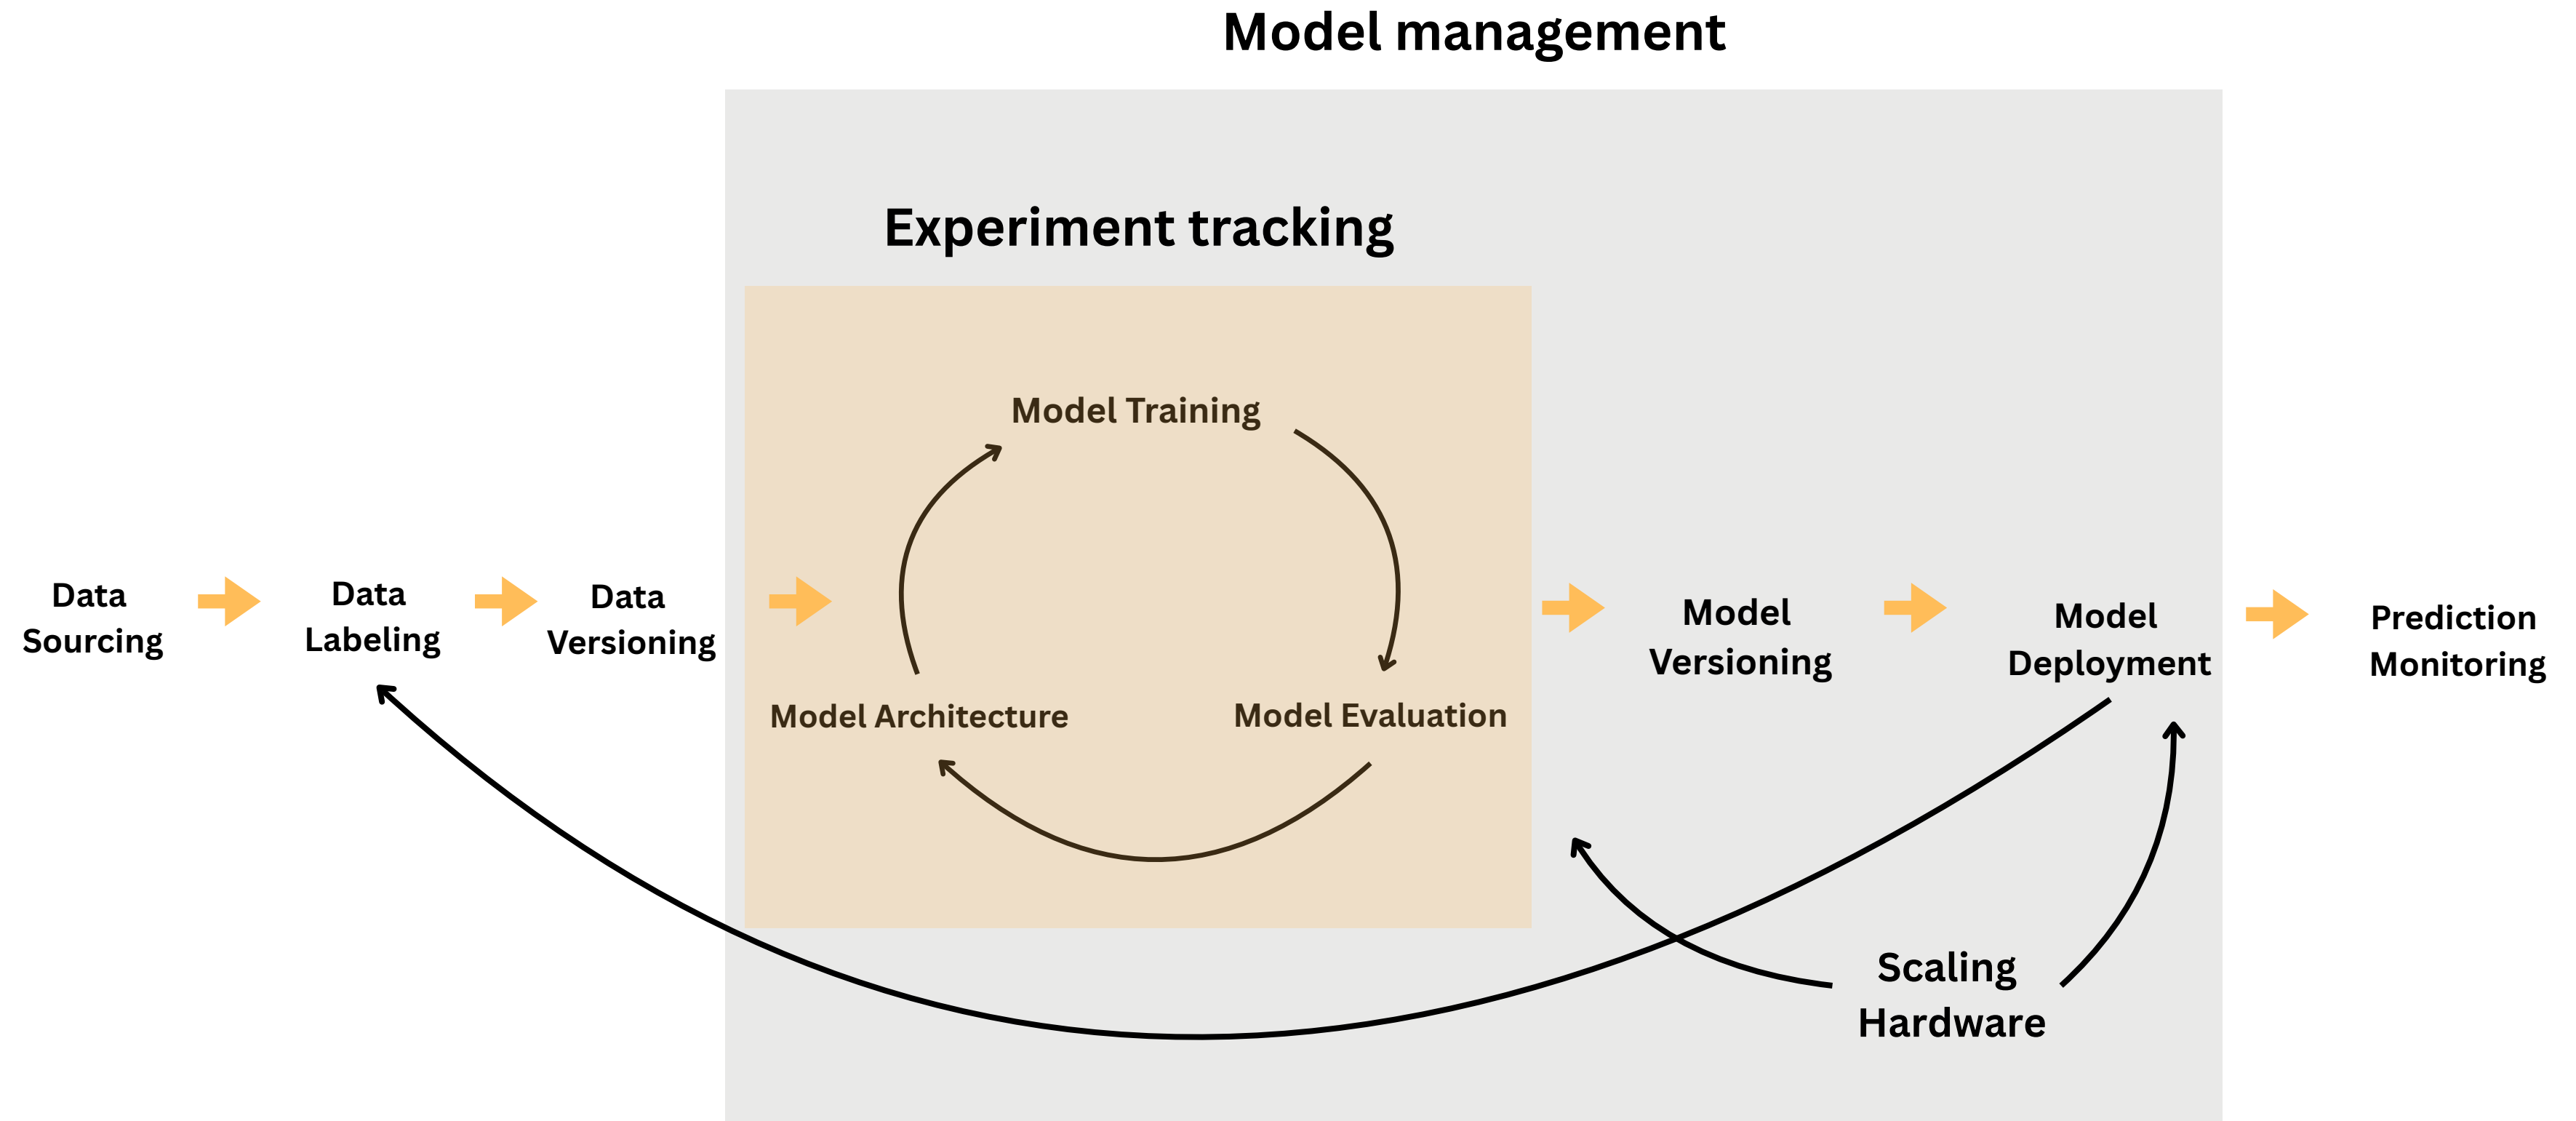 Model management
Experiment tracking
Model Training
Data
Sourcing
Data
Labeling
Data
Versioning
Model Architecture
Model Evaluation
Model
Versioning
Model
Deployment
Prediction
Monitoring
Scaling
Hardware